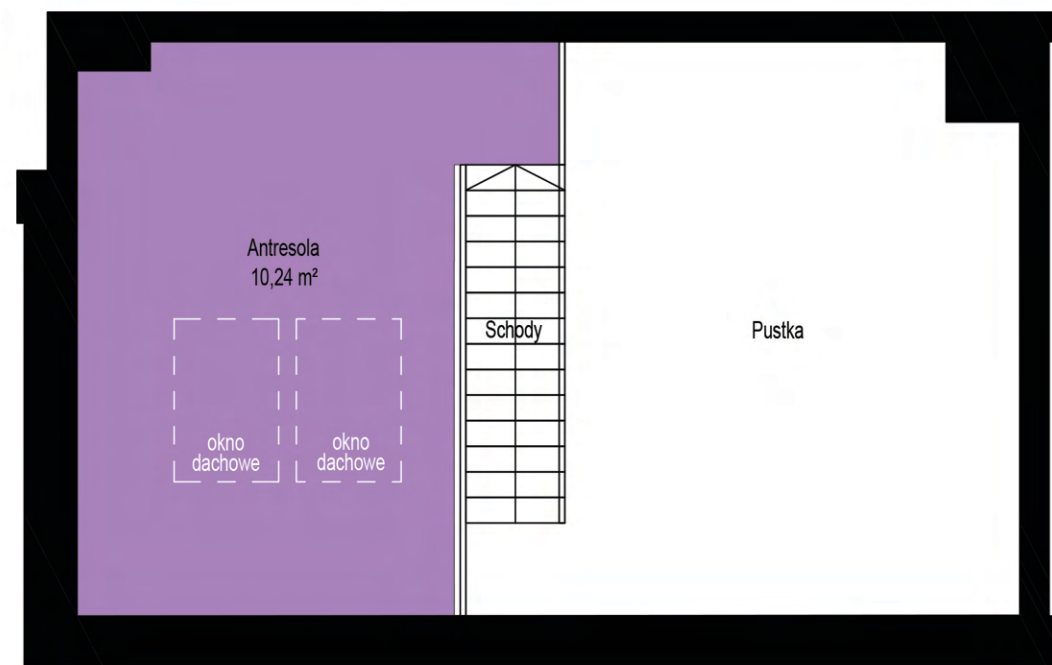 Antresola
10,24 m²
Schody
Pustka
okno
dachowe
okno
dachowe